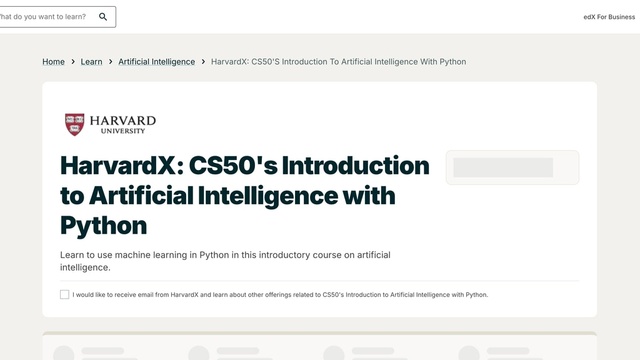 What do you want to learn?
edX For Business
Home > Learn > Artificial Intelligence > HarvardX: CS50'S Introduction To Artificial Intelligence With Python
HARVARD
UNIVERSITY
HarvardX: CS50's Introduction
to Artificial Intelligence with
Python
Learn to use machine learning in Python in this introductory course on artificial
intelligence.
I would like to receive email from HarvardX and learn about other offerings related to CS50's Introduction to Artificial Intelligence with Python.